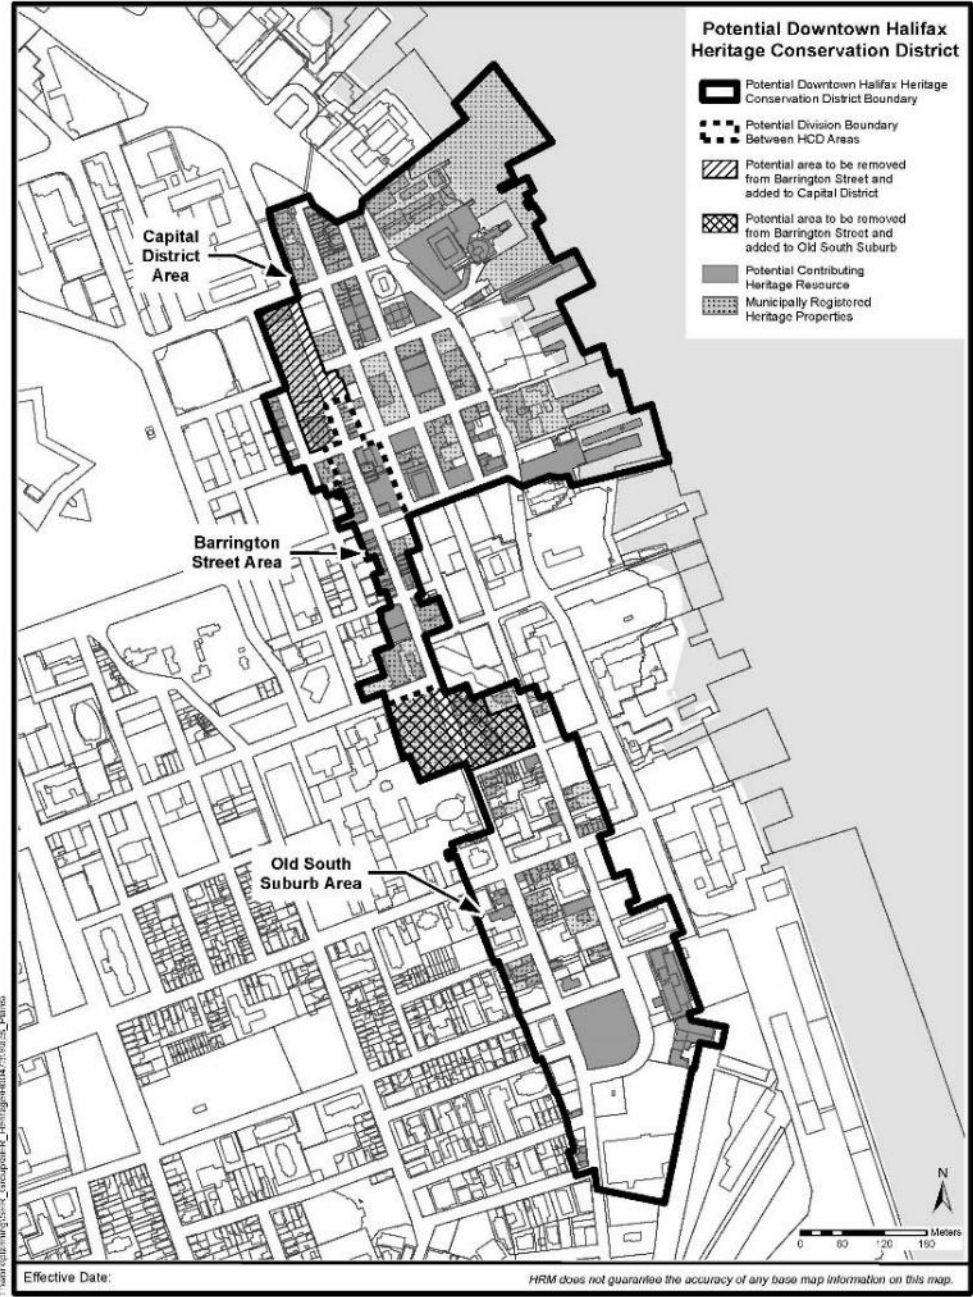 Potential Downtown Halifax
Heritage Conservation District
Potential Downtown Halifax Heritage
Conservation District Boundary
Potential Division Boundary
Between HCD Areas
Potential area to be removed
from Barrington Street and
added to Capital District
Potential area to be removed
from Barrington Street and
added to Old South Suburb
Potential Contributing
Heritage Resource
Municipally Registered
Heritage Properties
Capital
District
Area
Barrington
Street Area
Old South
Suburb Area
N
Meters
0 60 120 180
Effective Date:
HRM does not guarantee the accuracy of any base map information on this map.